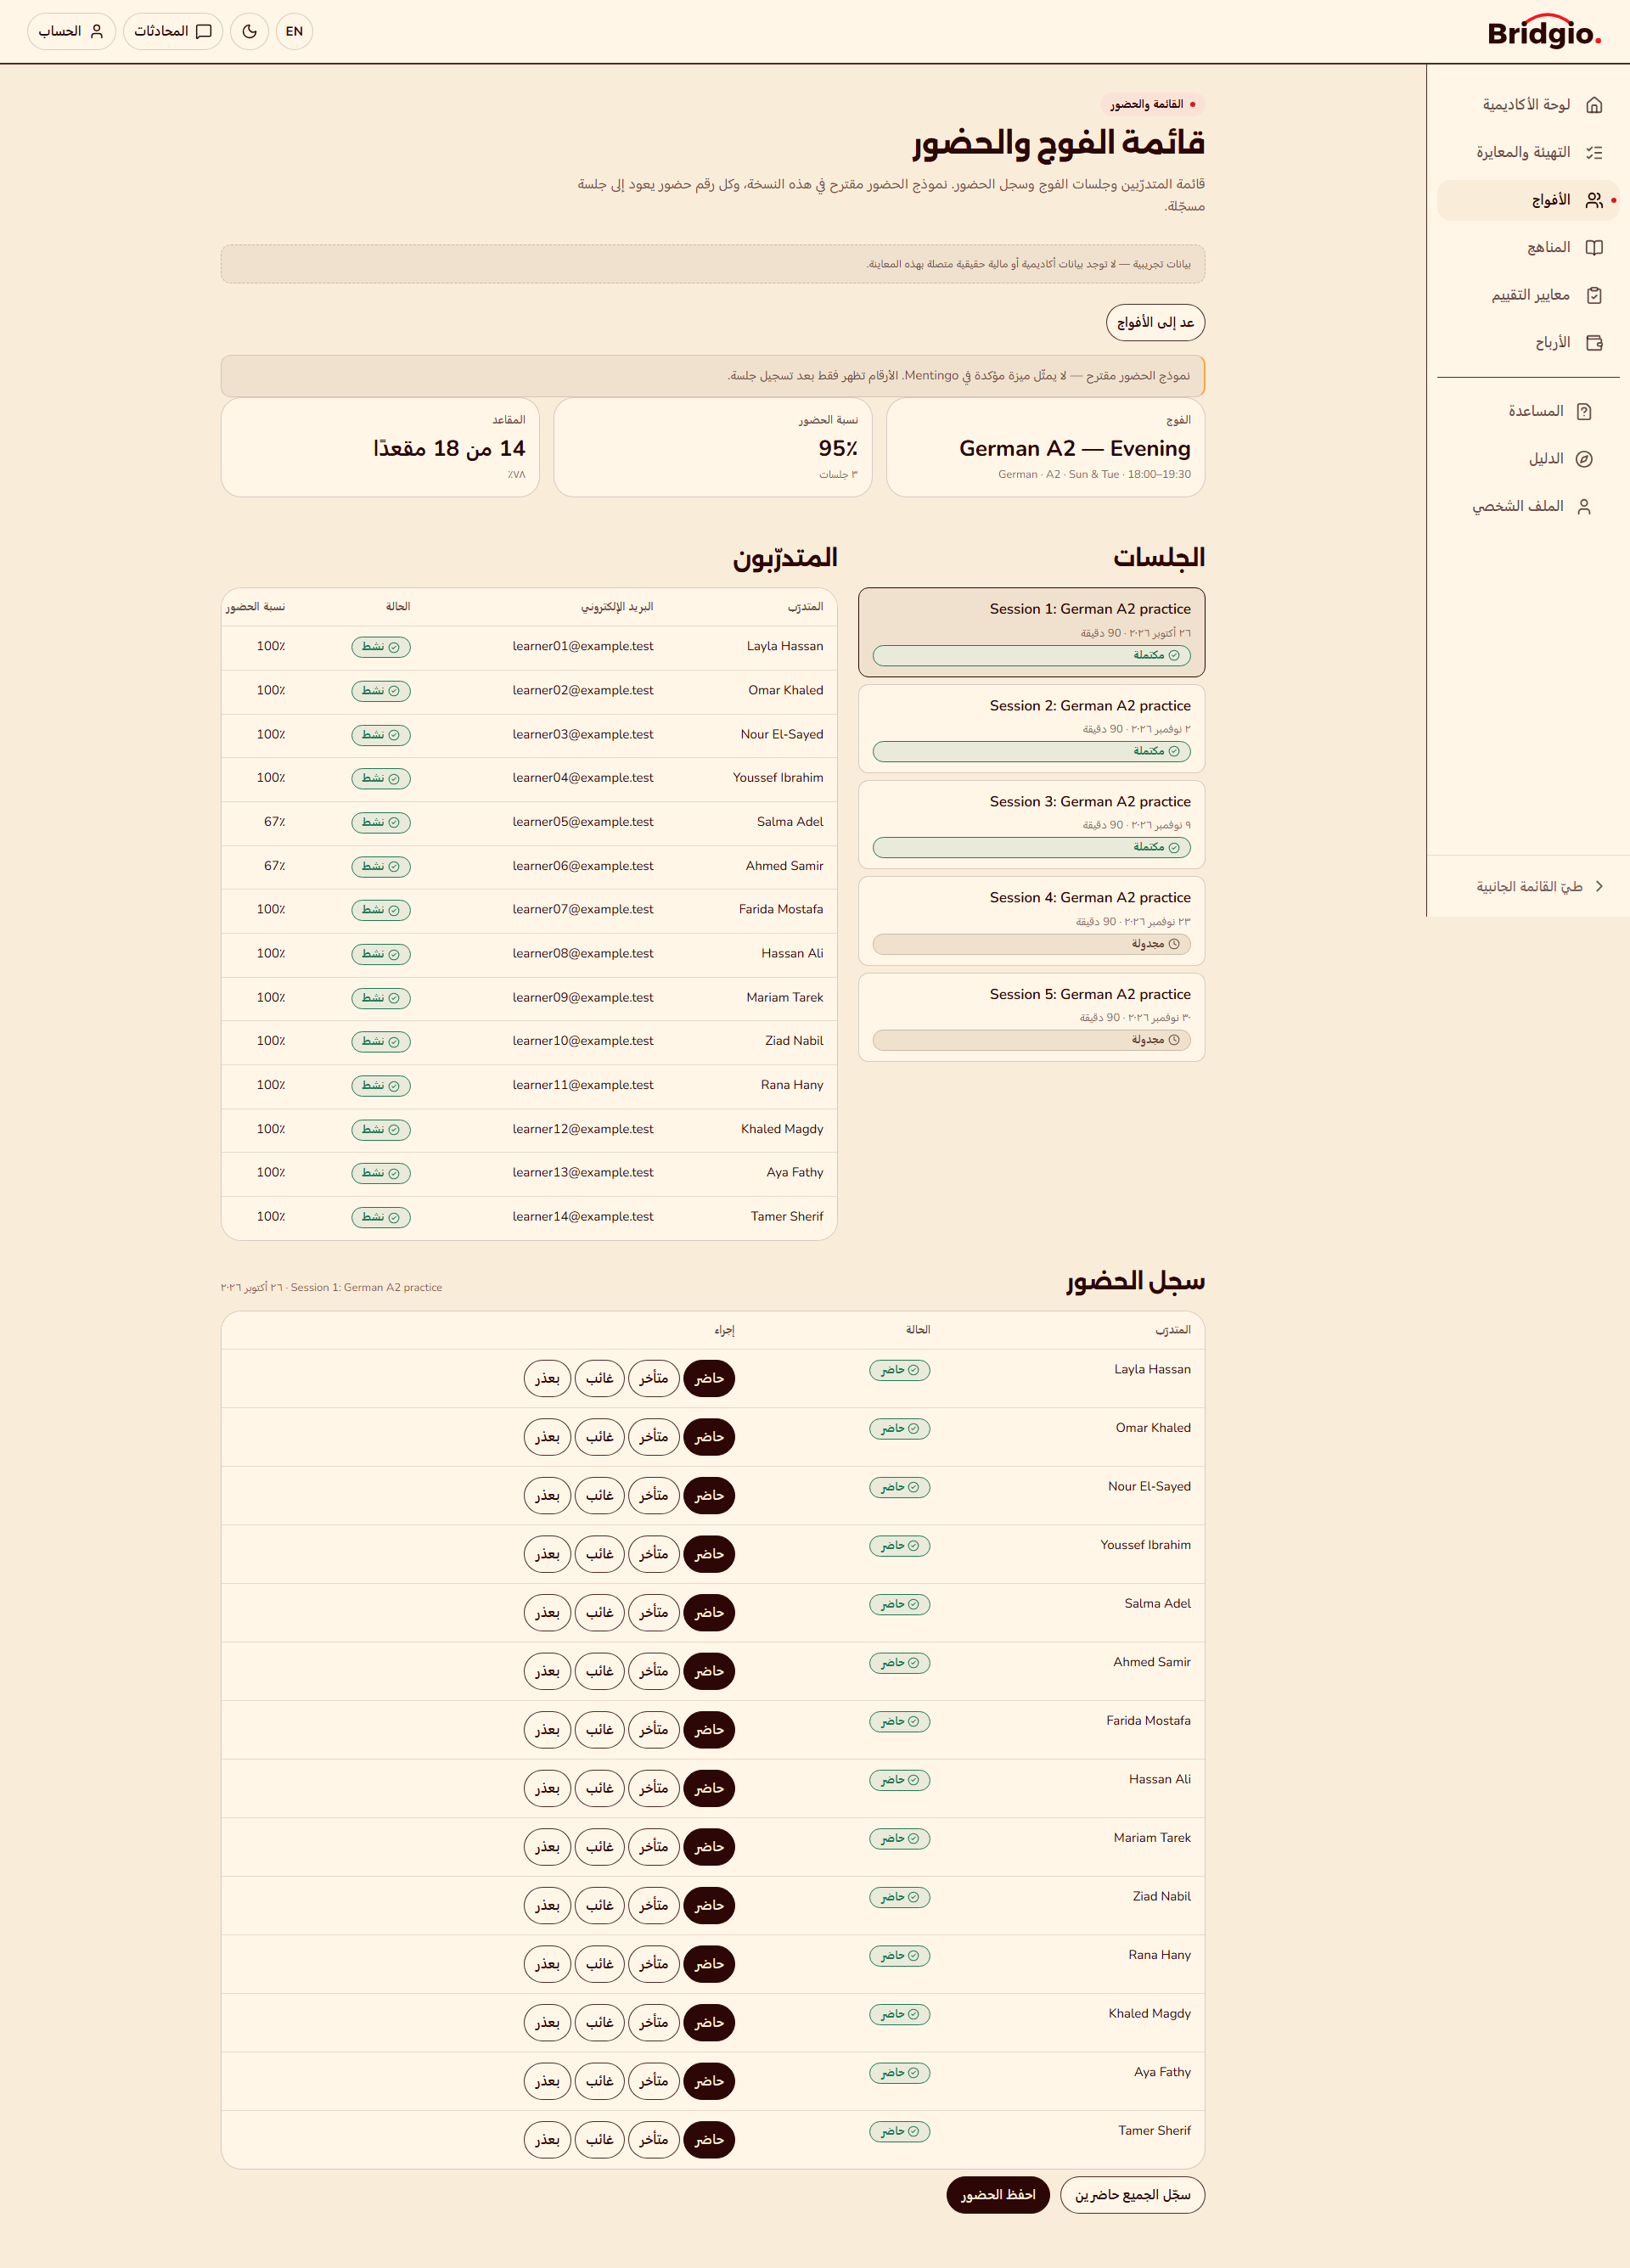 Bridgio.
EN
المحادثات
الحساب
لوحة الأكاديمية
التهيئة والمعايرة
الأفواج
المناهج
معايير التقييم
الأرباح
المساعدة
الدليل
الملف الشخصي
طيّ القائمة الجانبية
القائمة والحضور
قائمة الفوج والحضور
قائمة المتدرّبين وجلسات الفوج وسجل الحضور. نموذج الحضور مقترح في هذه النسخة، وكل رقم حضور يعود إلى جلسة
مسجّلة.
بيانات تجريبية — لا توجد بيانات أكاديمية أو مالية حقيقية متصلة بهذه المعاينة.
عد إلى الأفواج
نموذج الحضور مقترح — لا يمثّل ميزة مؤكدة في Mentingo. الأرقام تظهر فقط بعد تسجيل جلسة.
الفوج
German A2 — Evening
German · A2 · Sun & Tue · 18:00–19:30
نسبة الحضور
95٪
٣ جلسات
المقاعد
14 من 18 مقعدًا
٧٨٪
الجلسات
Session 1: German A2 practice
٢٦ أكتوبر ٢٠٢٦ · 90 دقيقة
مكتملة
Session 2: German A2 practice
٢ نوفمبر ٢٠٢٦ · 90 دقيقة
مكتملة
Session 3: German A2 practice
٩ نوفمبر ٢٠٢٦ · 90 دقيقة
مكتملة
Session 4: German A2 practice
٢٣ نوفمبر ٢٠٢٦ · 90 دقيقة
مجدولة
Session 5: German A2 practice
٣٠ نوفمبر ٢٠٢٦ · 90 دقيقة
مجدولة
المتدرّبون
المتدرّب الحالة البريد الإلكتروني نسبة الحضور
Layla Hassan learner01@example.test نشط 100٪
Omar Khaled learner02@example.test نشط 100٪
Nour El-Sayed learner03@example.test نشط 100٪
Youssef Ibrahim learner04@example.test نشط 100٪
Salma Adel learner05@example.test نشط 67٪
Ahmed Samir learner06@example.test نشط 67٪
Farida Mostafa learner07@example.test نشط 100٪
Hassan Ali learner08@example.test نشط 100٪
Mariam Tarek learner09@example.test نشط 100٪
Ziad Nabil learner10@example.test نشط 100٪
Rana Hany learner11@example.test نشط 100٪
Khaled Magdy learner12@example.test نشط 100٪
Aya Fathy learner13@example.test نشط 100٪
Tamer Sherif learner14@example.test نشط 100٪
سجل الحضور
Session 1: German A2 practice · ٢٦ أكتوبر ٢٠٢٦
المتدرّب الحالة إجراء
Layla Hassan حاضر حاضر متأخر غائب بعذر
Omar Khaled حاضر حاضر متأخر غائب بعذر
Nour El-Sayed حاضر حاضر متأخر غائب بعذر
Youssef Ibrahim حاضر حاضر متأخر غائب بعذر
Salma Adel حاضر حاضر متأخر غائب بعذر
Ahmed Samir حاضر حاضر متأخر غائب بعذر
Farida Mostafa حاضر حاضر متأخر غائب بعذر
Hassan Ali حاضر حاضر متأخر غائب بعذر
Mariam Tarek حاضر حاضر متأخر غائب بعذر
Ziad Nabil حاضر حاضر متأخر غائب بعذر
Rana Hany حاضر حاضر متأخر غائب بعذر
Khaled Magdy حاضر حاضر متأخر غائب بعذر
Aya Fathy حاضر حاضر متأخر غائب بعذر
Tamer Sherif حاضر حاضر متأخر غائب بعذر
سجّل الجميع حاضرين
احفظ الحضور